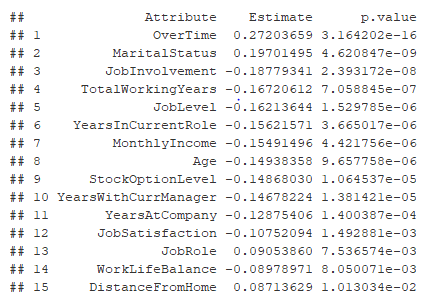 ## Attribute Estimate p.value
## 1 OverTime 0.27203659 3.164202e-16
## 2 MaritalStatus 0.19701495 4.620847e-09
## 3 JobInvolvement -0.18779341 2.393172e-08
## 4 TotalWorkingYears -0.16720612 7.058845e-07
## 5 JobLevel -0.16213644 1.529785e-06
## 6 YearsInCurrentRole -0.15621571 3.665017e-06
## 7 MonthlyIncome -0.15491496 4.421756e-06
## 8 Age -0.14938358 9.657758e-06
## 9 StockOptionLevel -0.14868030 1.064537e-05
## 10 YearsWithCurrManager -0.14678224 1.381421e-05
## 11 YearsAtCompany -0.12875406 1.400387e-04
## 12 JobSatisfaction -0.10752094 1.492881e-03
## 13 JobRole 0.09053860 7.536574e-03
## 14 WorkLifeBalance -0.08978971 8.050071e-03
## 15 DistanceFromHome 0.08713629 1.013034e-02